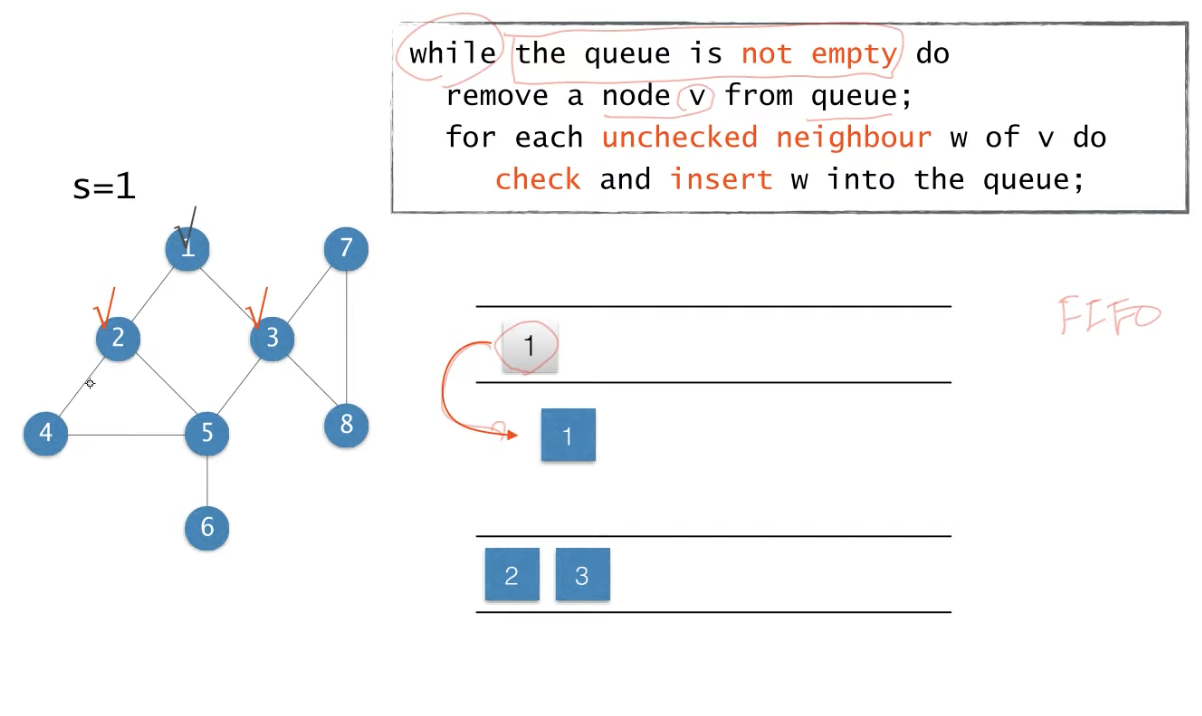 while the queue is not empty do
remove a node v from queue;
for each unchecked neighbour w of v do
check and insert w into the queue;
s=1
1
7
2
3
4
5
8
6
1
FIFO
1
2 3